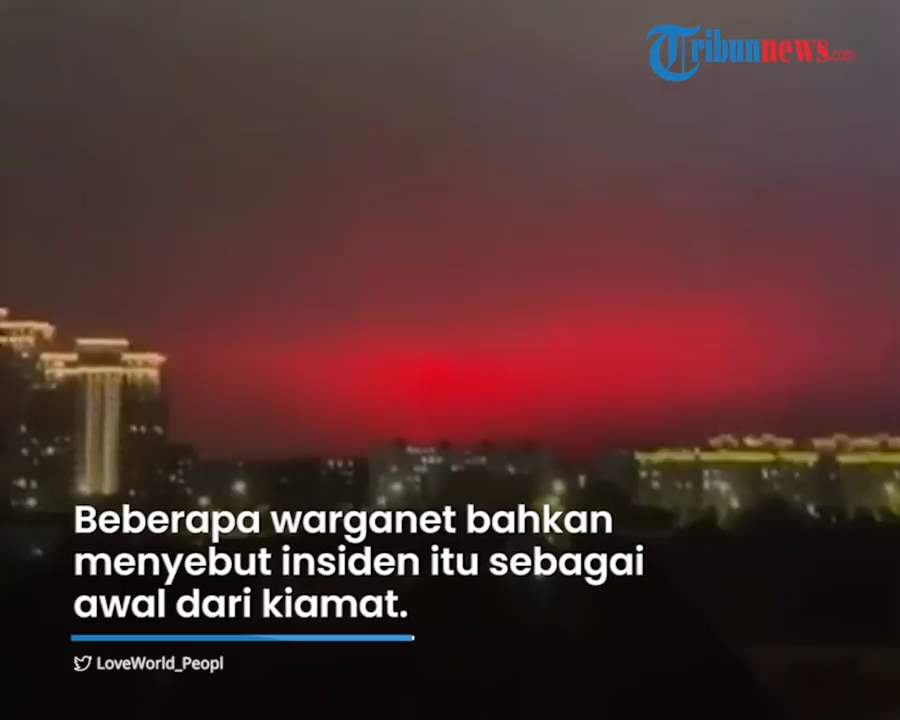 Tribunnews.com
Beberapa warganet bahkan
menyebut insiden itu sebagai
awal dari kiamat.
LoveWorld_Peopl